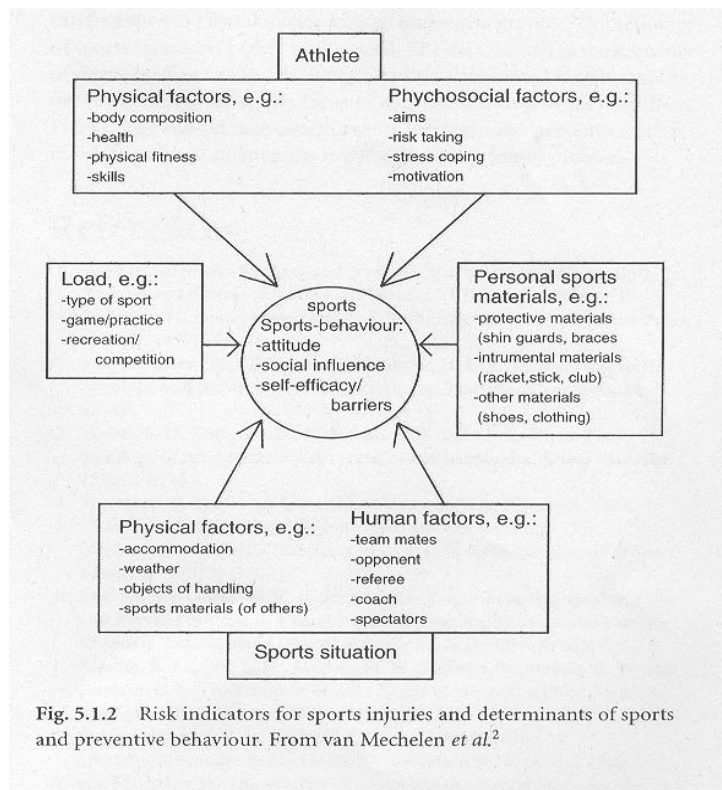 Athlete
Physical factors, e.g.:
-body composition
-health
-physical fitness
-skills
Phychosocial factors, e.g.:
-aims
-risk taking
-stress coping
-motivation
Load, e.g.:
-type of sport
-game/practice
-recreation/
competition
sports
Sports-behaviour:
-attitude
-social influence
-self-efficacy/
barriers
Personal sports
materials, e.g.:
-protective materials
(shin guards, braces
-intrumental materials
(racket,stick, club)
-other materials
(shoes, clothing)
Physical factors, e.g.:
-accommodation
-weather
-objects of handling
-sports materials (of others)
Human factors, e.g.:
-team mates
-opponent
-referee
-coach
-spectators
Sports situation
Fig. 5.1.2 Risk indicators for sports injuries and determinants of sports
and preventive behaviour. From van Mechelen et al.²